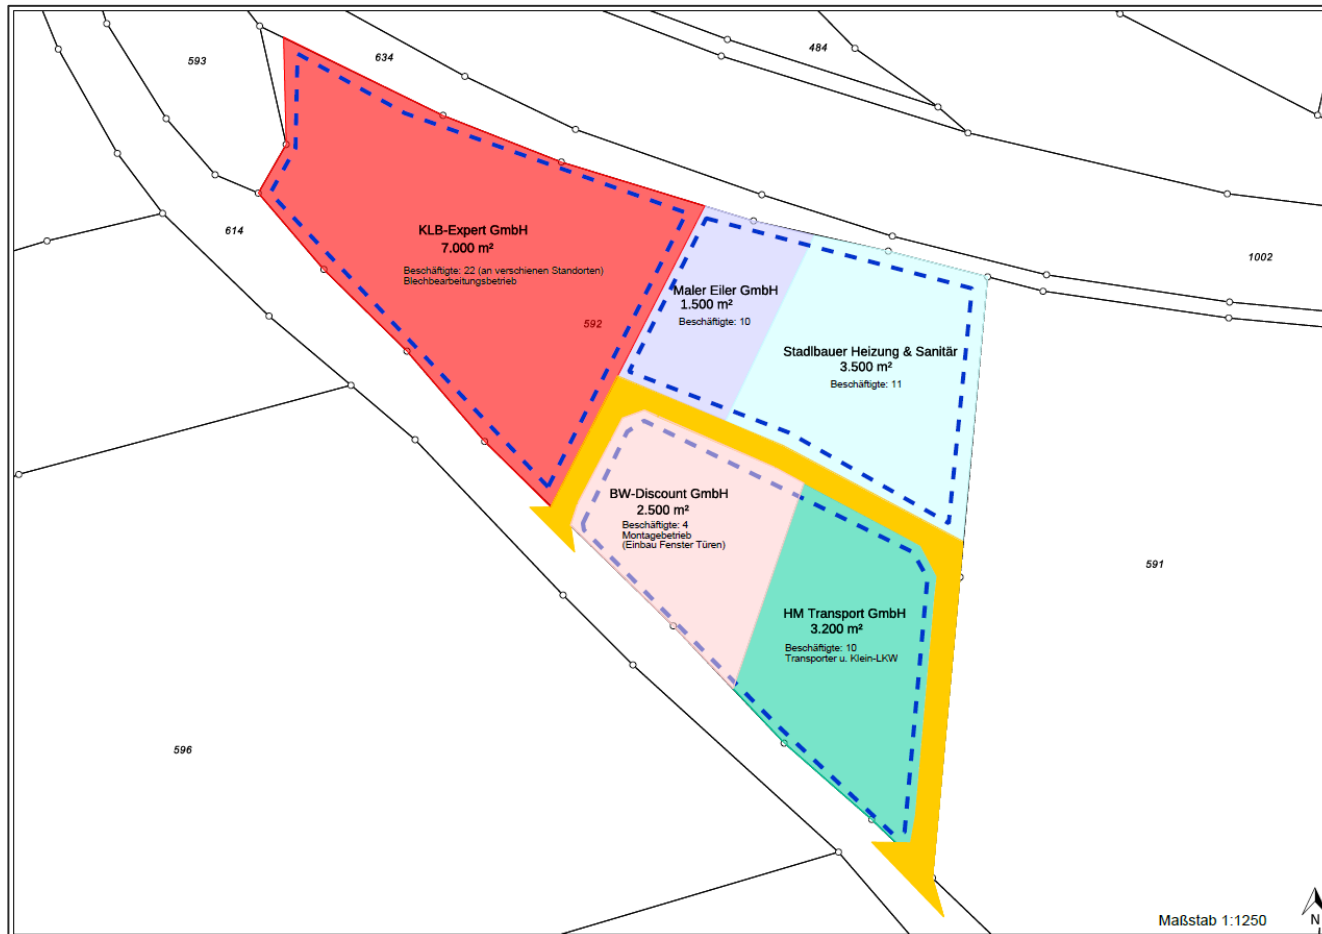 484
634
593
614
1002
KLB-Expert GmbH
7.000 m²
Beschäftigte: 22 (an verschienen Standorten)
Blechbearbeitungsbetrieb
592
Maler Eiler GmbH
1.500 m²
Beschäftigte: 10
Stadlbauer Heizung & Sanitär
3.500 m²
Beschäftigte: 11
BW-Discount GmbH
2.500 m²
Beschäftigte: 4
Montagebetrieb
(Einbau Fenster Türen)
591
HM Transport GmbH
3.200 m²
Beschäftigte: 10
Transporter u. Klein-LKW
596
Maßstab 1:1250
N